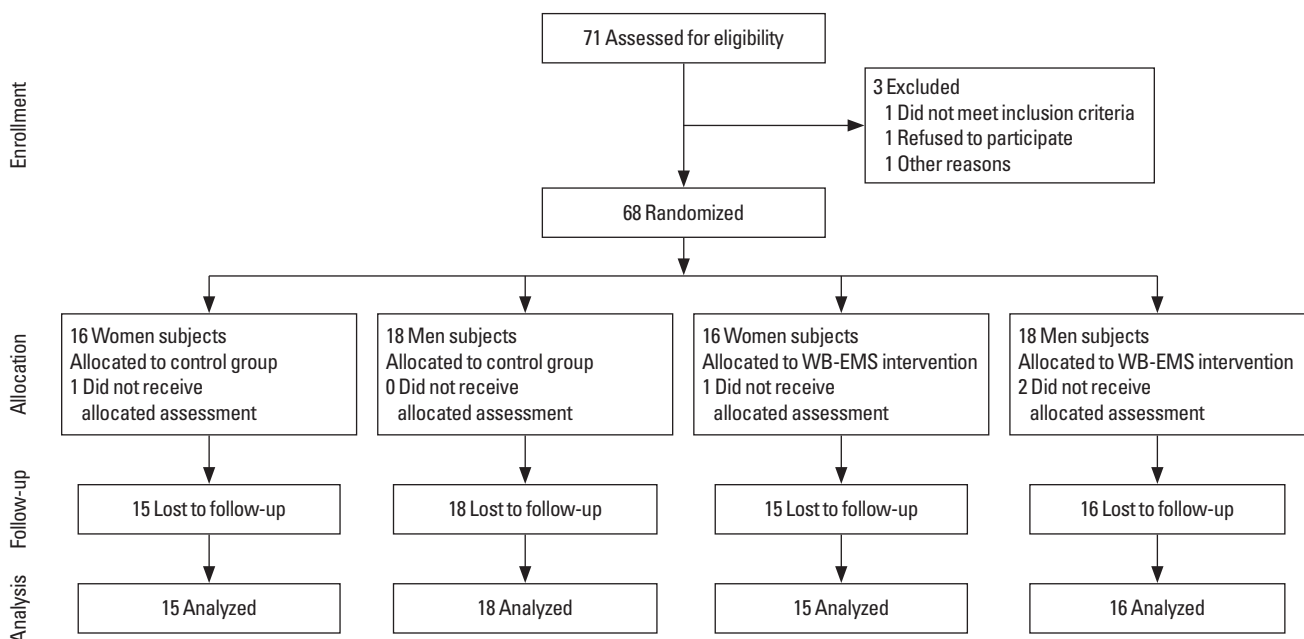 71 Assessed for eligibility
Enrollment
3 Excluded
1 Did not meet inclusion criteria
1 Refused to participate
1 Other reasons
68 Randomized
Allocation
16 Women subjects
Allocated to control group
1 Did not receive
allocated assessment
18 Men subjects
Allocated to control group
0 Did not receive
allocated assessment
16 Women subjects
Allocated to WB-EMS intervention
1 Did not receive
allocated assessment
18 Men subjects
Allocated to WB-EMS intervention
2 Did not receive
allocated assessment
Follow-up
15 Lost to follow-up
18 Lost to follow-up
15 Lost to follow-up
16 Lost to follow-up
Analysis
15 Analyzed
18 Analyzed
15 Analyzed
16 Analyzed